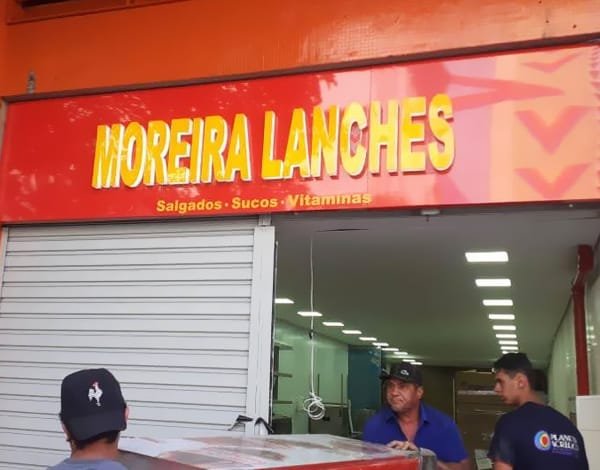 MOREIRA LANCHES
Salgados · Sucos · Vitaminas